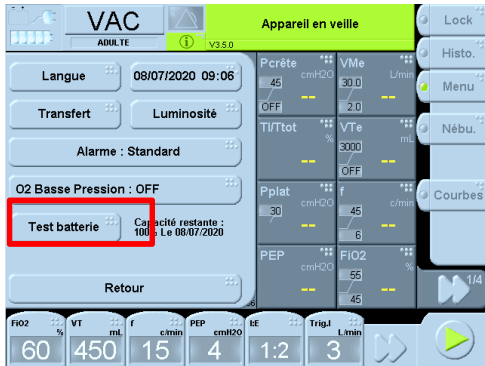 VAC
ADULTE
V3.5.0
Appareil en veille
Lock
Histo.
Menu
Nébu.
Courbes
1/4
Langue
08/07/2020 09:06
Transfert
Luminosité
Alarme : Standard
O2 Basse Pression : OFF
Test batterie
Capacité restante :
100% Le 08/07/2020
Retour
Pcrête
cmH2O
45
OFF
--
VMe
L/min
30.0
2.0
--
TI/Ttot
%
--
VTe
mL
3000
OFF
--
Pplat
cmH2O
30
--
f
c/min
45
6
--
PEP
cmH2O
--
FiO2
%
55
45
--
FiO2
%
60
VT
mL
450
f
c/min
15
PEP
cmH2O
4
I:E
1:2
Trig.I
L/min
3